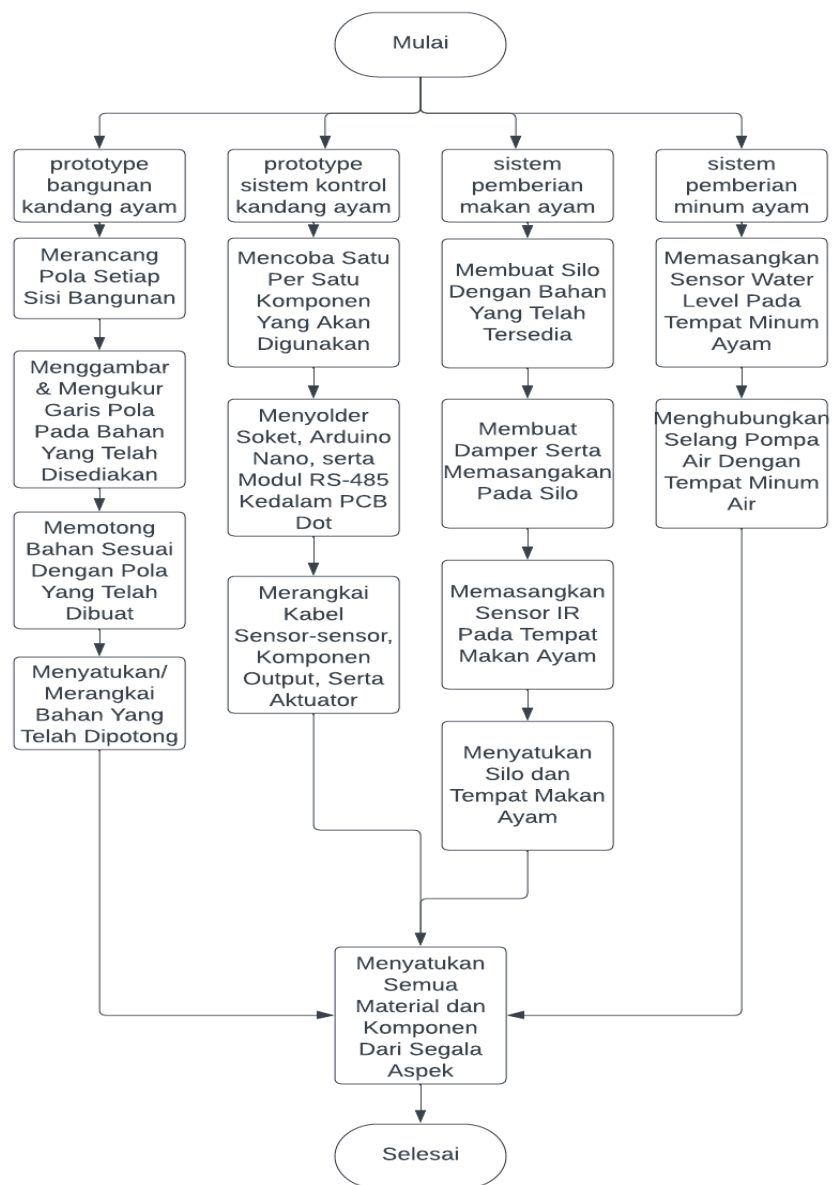 Mulai
prototype
bangunan
kandang ayam
Merancang
Pola Setiap
Sisi Bangunan
Menggambar
& Mengukur
Garis Pola
Pada Bahan
Yang Telah
Disediakan
Memotong
Bahan Sesuai
Dengan Pola
Yang Telah
Dibuat
Menyatukan/
Merangkai
Bahan Yang
Telah Dipotong
prototype
sistem kontrol
kandang ayam
Mencoba Satu
Per Satu
Komponen
Yang Akan
Digunakan
Menyolder
Soket, Arduino
Nano, serta
Modul RS-485
Kedalam PCB
Dot
Merangkai
Kabel
Sensor-sensor,
Komponen
Output, Serta
Aktuator
sistem
pemberian
makan ayam
Membuat Silo
Dengan Bahan
Yang Telah
Tersedia
Membuat
Damper Serta
Memasangakan
Pada Silo
Memasangkan
Sensor IR
Pada Tempat
Makan Ayam
Menyatukan
Silo dan
Tempat Makan
Ayam
sistem
pemberian
minum ayam
Memasangkan
Sensor Water
Level Pada
Tempat Minum
Ayam
Menghubungkan
Selang Pompa
Air Dengan
Tempat Minum
Air
Menyatukan
Semua
Material dan
Komponen
Dari Segala
Aspek
Selesai